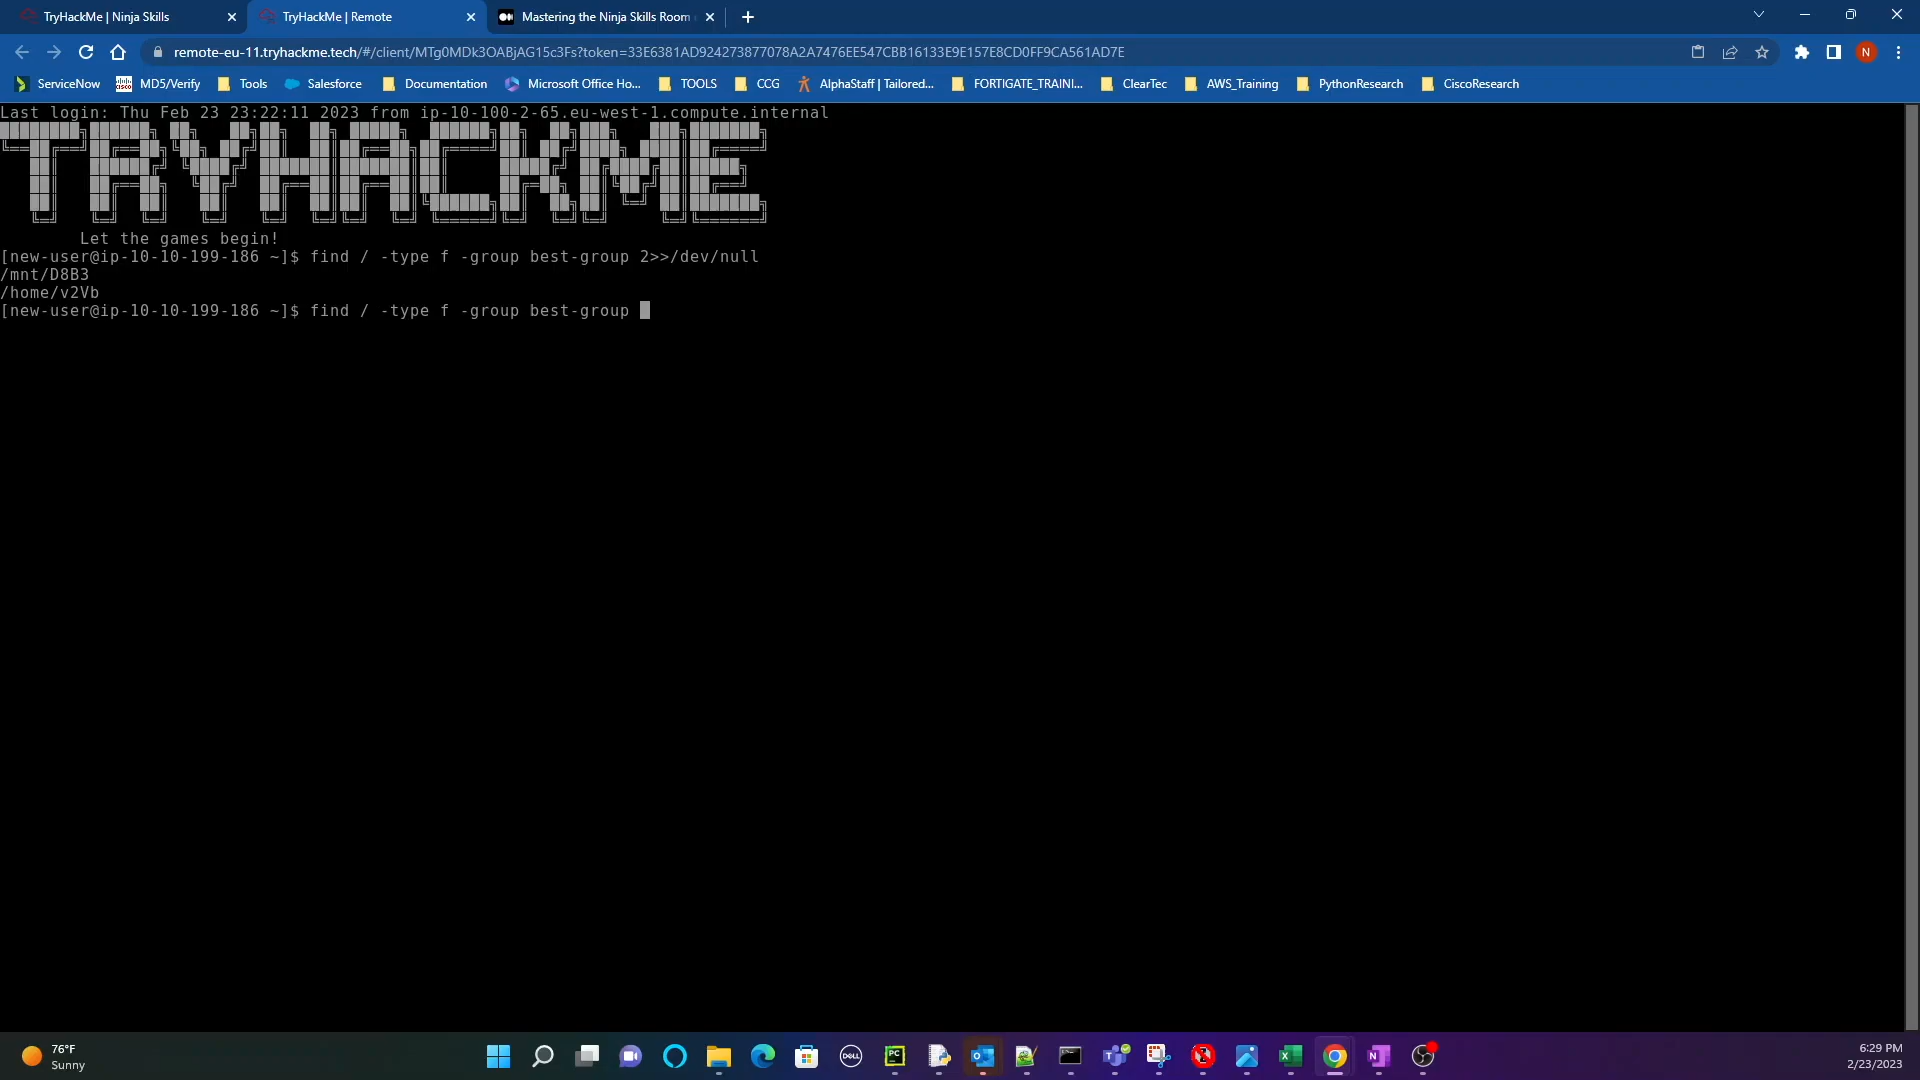 TryHackMe | Ninja Skills
TryHackMe | Remote
Mastering the Ninja Skills Room
remote-eu-11.tryhackme.tech/#/client/MTg0MDk3OABjAG15c3Fs?token=33E6381AD924273877078A2A7476EE547CBB16133E9E157E8CD0FF9CA561AD7E
N
ServiceNow
MD5/Verify
Tools
Salesforce
Documentation
Microsoft Office Ho...
TOOLS
CCG
AlphaStaff | Tailored...
FORTIGATE_TRAINI...
ClearTec
AWS_Training
PythonResearch
CiscoResearch
Last login: Thu Feb 23 23:22:11 2023 from ip-10-100-2-65.eu-west-1.compute.internal
TRYHACKME
Let the games begin!
[new-user@ip-10-10-199-186 ~]$ find / -type f -group best-group 2>>/dev/null
/mnt/D8B3
/home/v2Vb
[new-user@ip-10-10-199-186 ~]$ find / -type f -group best-group
76°F
Sunny
6:29 PM
2/23/2023